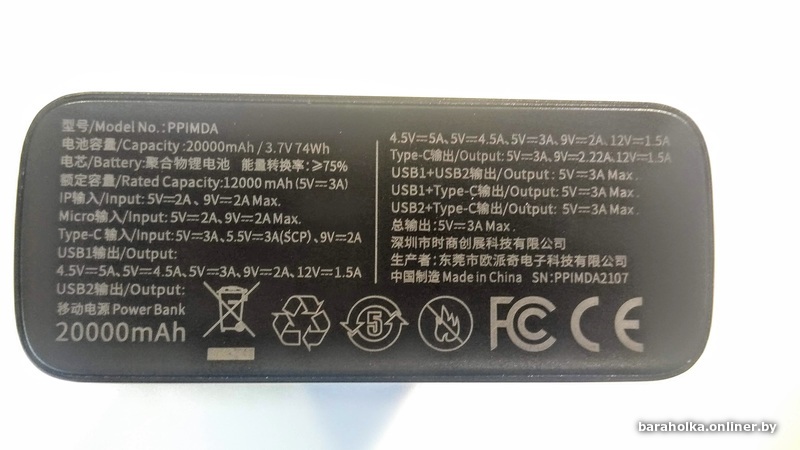 型号/Model No.:PPIMDA
电池容量/Capacity:20000mAh / 3.7V 74Wh
电芯/Battery:聚合物锂电池 能量转换率:≥75%
额定容量/Rated Capacity:12000 mAh (5V⎓3A)
IP输入/Input: 5V⎓2A、9V⎓2A Max.
Micro输入/Input: 5V⎓2A、9V⎓2A Max.
Type-C 输入/Input: 5V⎓3A、5.5V⎓3A(SCP)、9V⎓2A
USB1输出/Output:
4.5V⎓5A、5V⎓4.5A、5V⎓3A、9V⎓2A、12V⎓1.5A
USB2输出/Output:
移动电源 Power Bank
20000mAh
4.5V⎓5A、5V⎓4.5A、5V⎓3A、9V⎓2A、12V⎓1.5A
Type-C输出/Output: 5V⎓3A、9V⎓2.22A、12V⎓1.5A
USB1+USB2输出/Output: 5V⎓3A Max.
USB1+Type-C输出/Output: 5V⎓3A Max.
USB2+Type-C输出/Output: 5V⎓3A Max.
总输出:5V⎓3A Max.
深圳市时商创展科技有限公司
生产者:东莞市欧派奇电子科技有限公司
中国制造 Made in China SN:PPIMDA2107
5
FC CE
baraholka.onliner.by